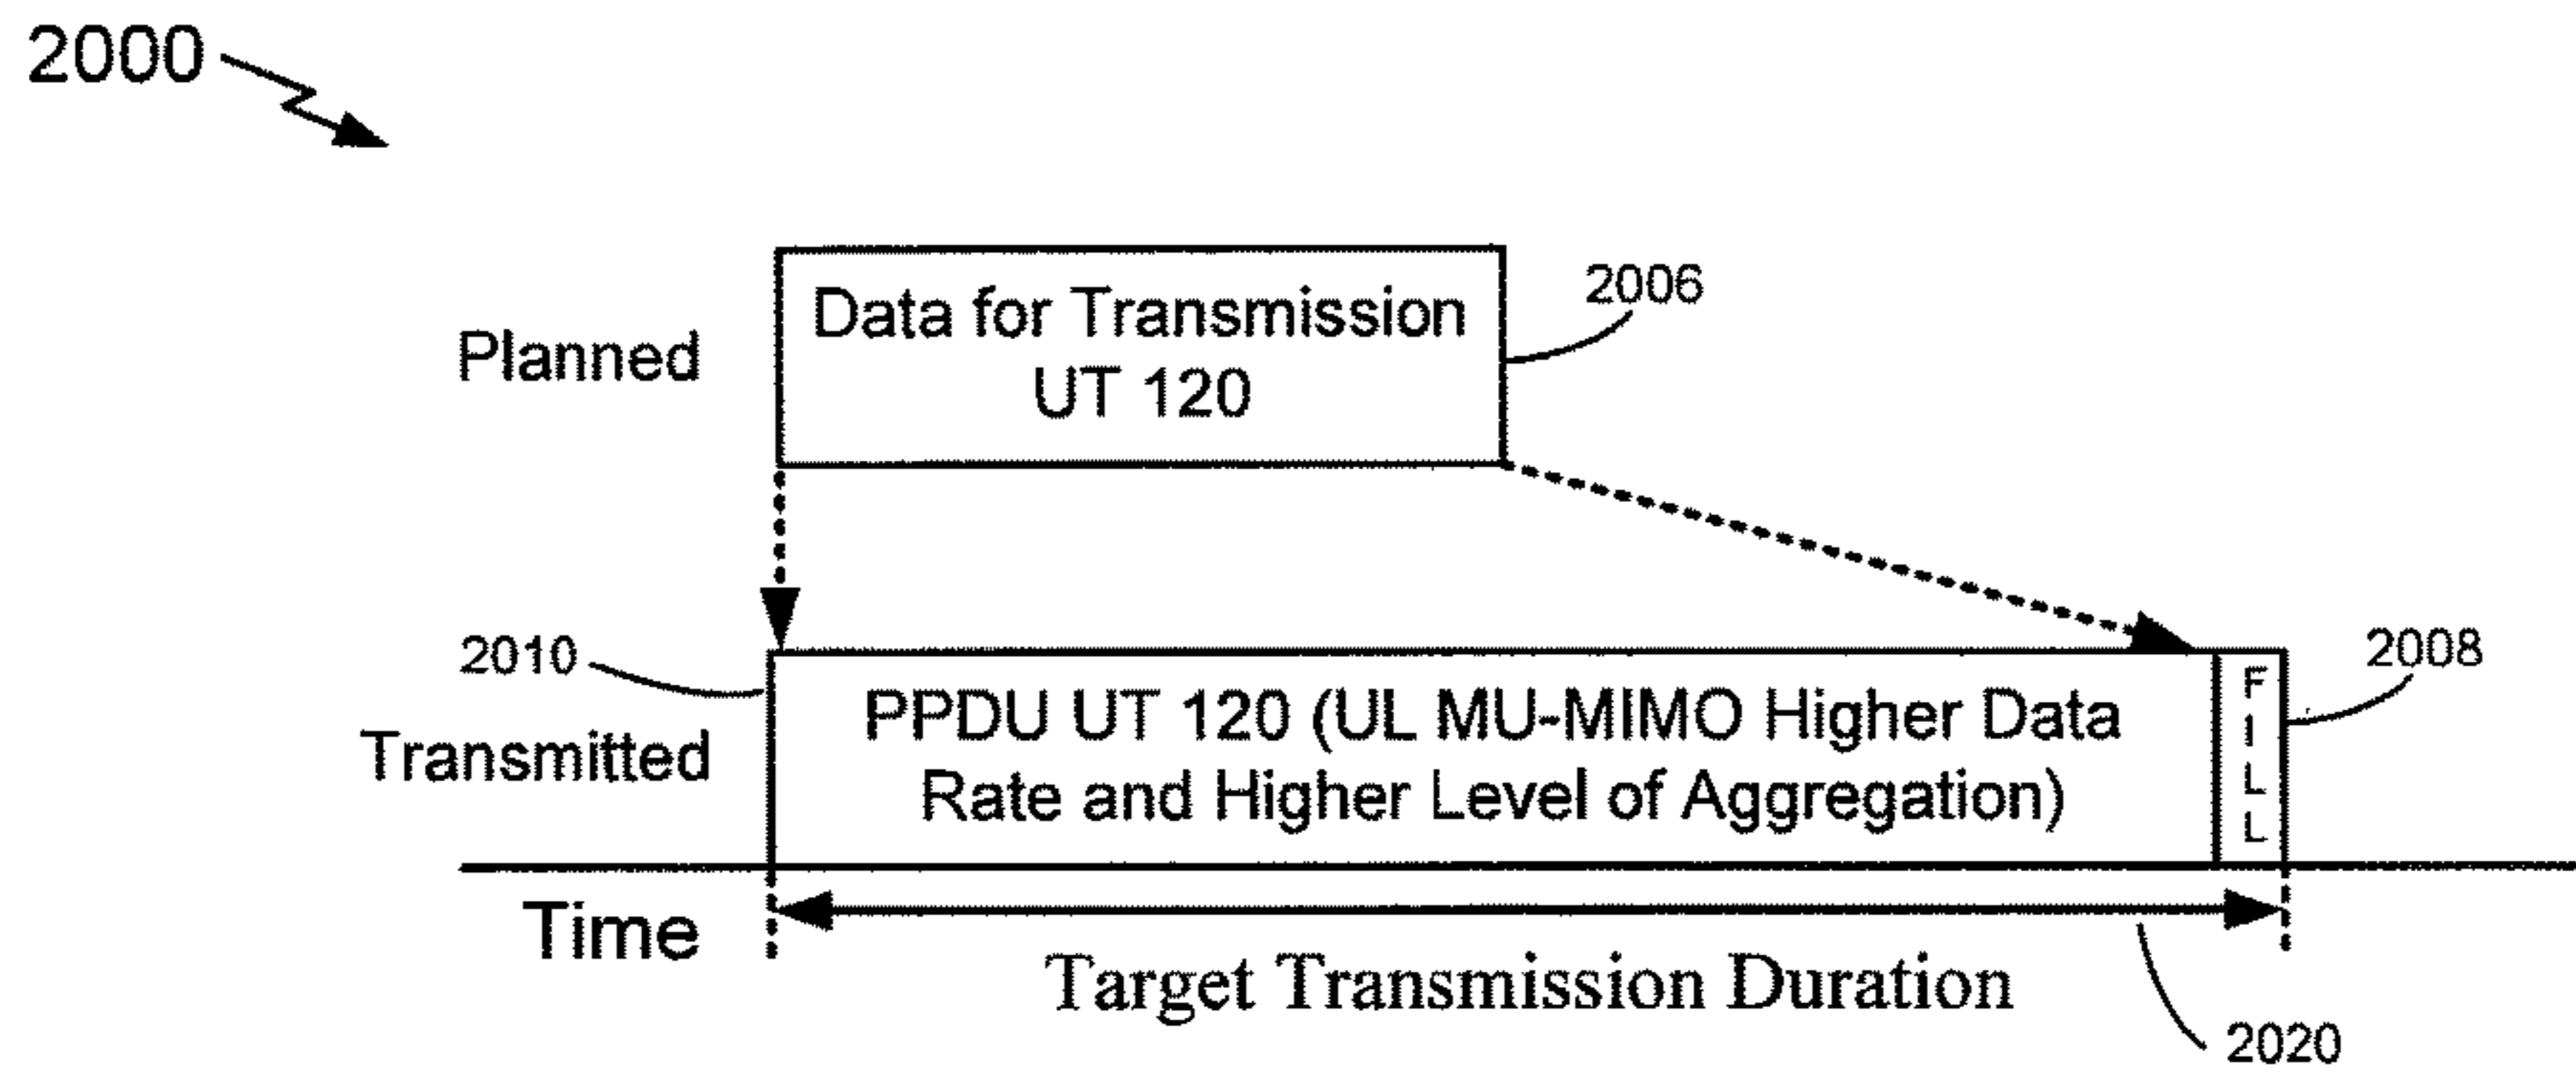 2000
Data for Transmission
UT 120
2006
Planned
2010
2008
PPDU UT 120 (UL MU-MIMO Higher Data
Rate and Higher Level of Aggregation)
FILL
Transmitted
Time
Target Transmission Duration
2020